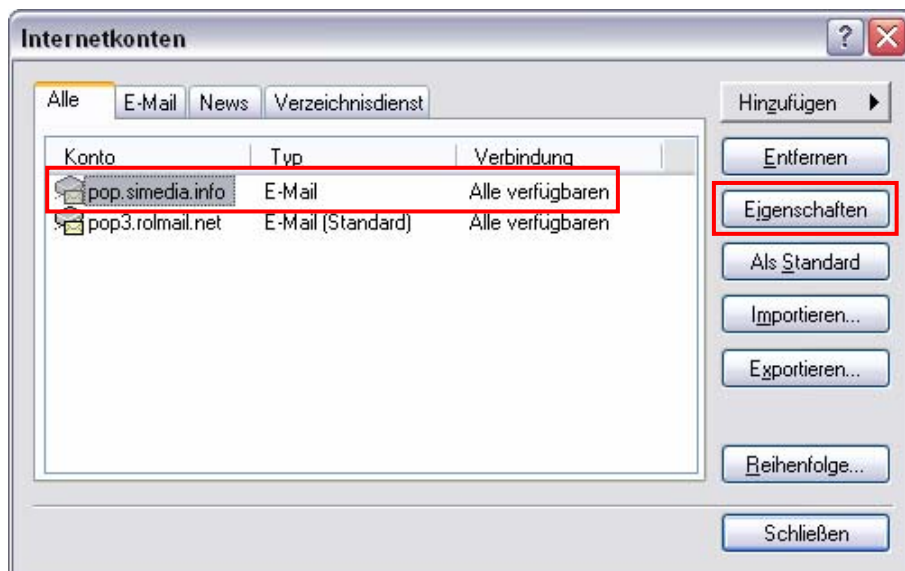 Internetkonten
?
Alle E-Mail News Verzeichnisdienst
Konto Typ Verbindung
pop.simedia.info E-Mail Alle verfügbaren
pop3.rolmail.net E-Mail (Standard) Alle verfügbaren
Hinzufügen
Entfernen
Eigenschaften
Als Standard
Importieren...
Exportieren...
Reihenfolge...
Schließen